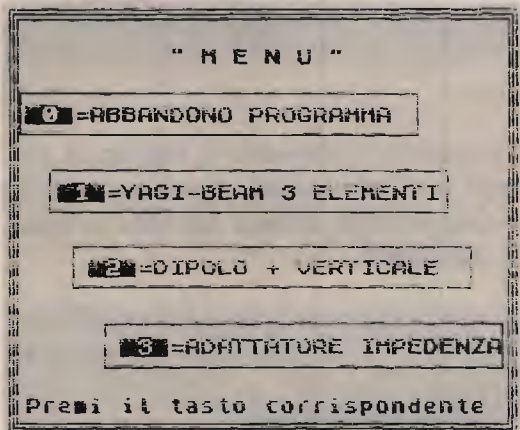 " M E N U "
0=ABBANDONO PROGRAMMA
1=YAGI-BEAM 3 ELEMENTI
2=DIPOLO + VERTICALE
3=ADATTATORE IMPEDENZA
Premi il tasto corrispondente